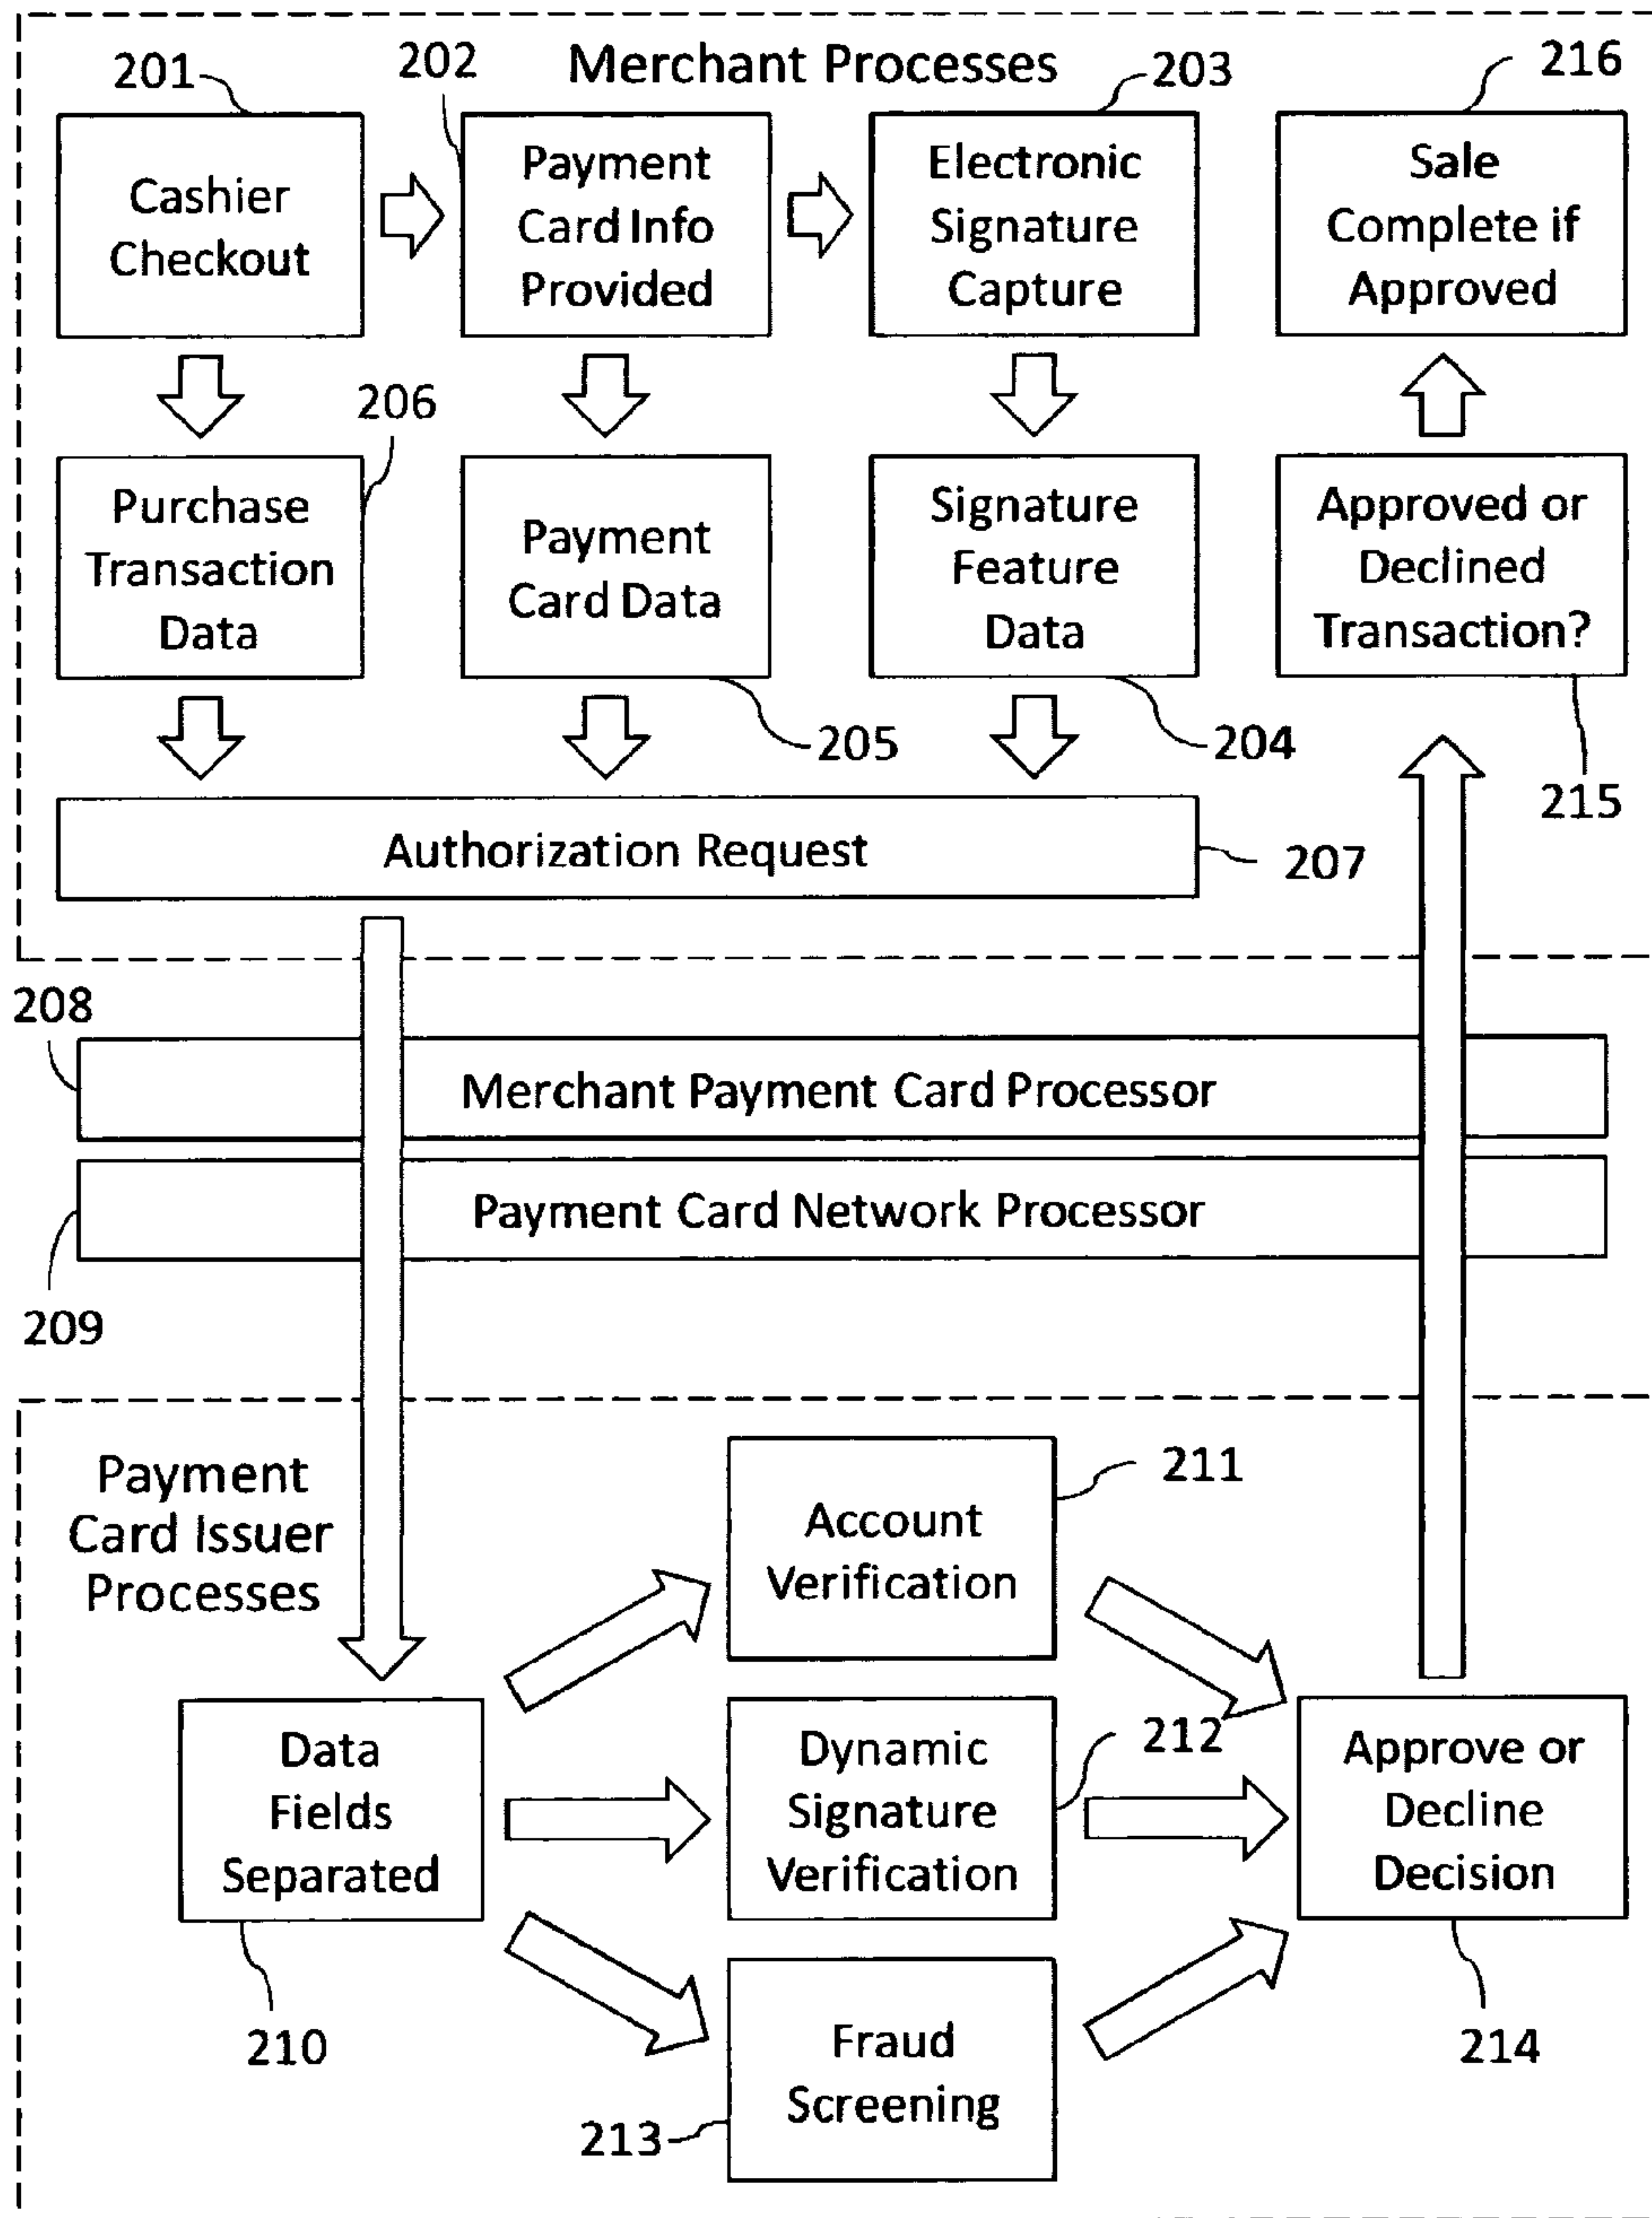 Merchant Processes
201
202
203
216
Cashier
Checkout
Payment
Card Info
Provided
Electronic
Signature
Capture
Sale
Complete if
Approved
206
Purchase
Transaction
Data
Payment
Card Data
Signature
Feature
Data
Approved or
Declined
Transaction?
205
204
215
Authorization Request
207
208
Merchant Payment Card Processor
Payment Card Network Processor
209
Payment
Card Issuer
Processes
211
Account
Verification
Data
Fields
Separated
212
Dynamic
Signature
Verification
Approve or
Decline
Decision
210
Fraud
Screening
213
214